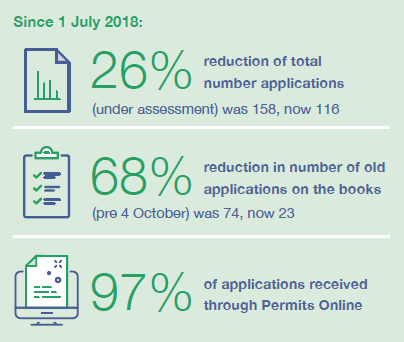 Since 1 July 2018:
26% reduction of total
number applications
(under assessment) was 158, now 116
68% reduction in number of old
applications on the books
(pre 4 October) was 74, now 23
97% of applications received
through Permits Online